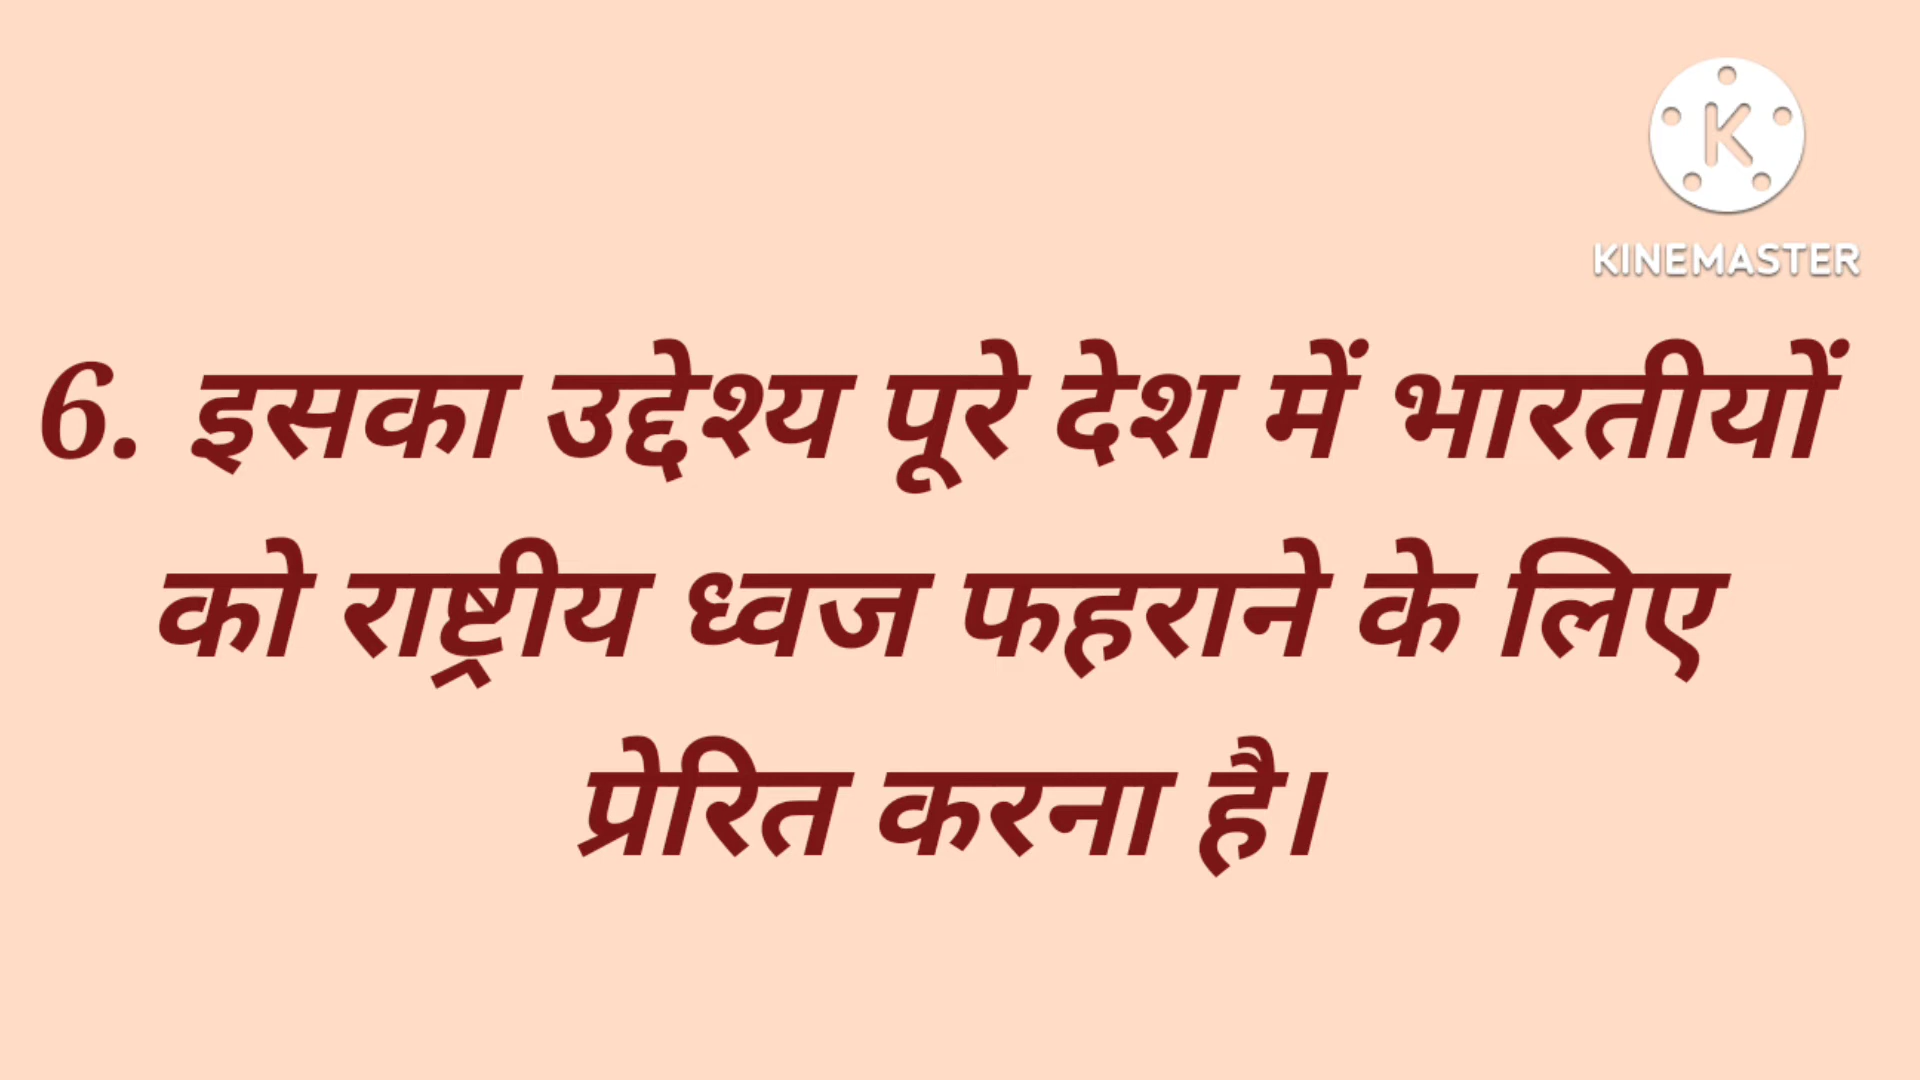 KINEMASTER
6. इसका उद्देश्य पूरे देश में भारतीयों
को राष्ट्रीय ध्वज फहराने के लिए
प्रेरित करना है।